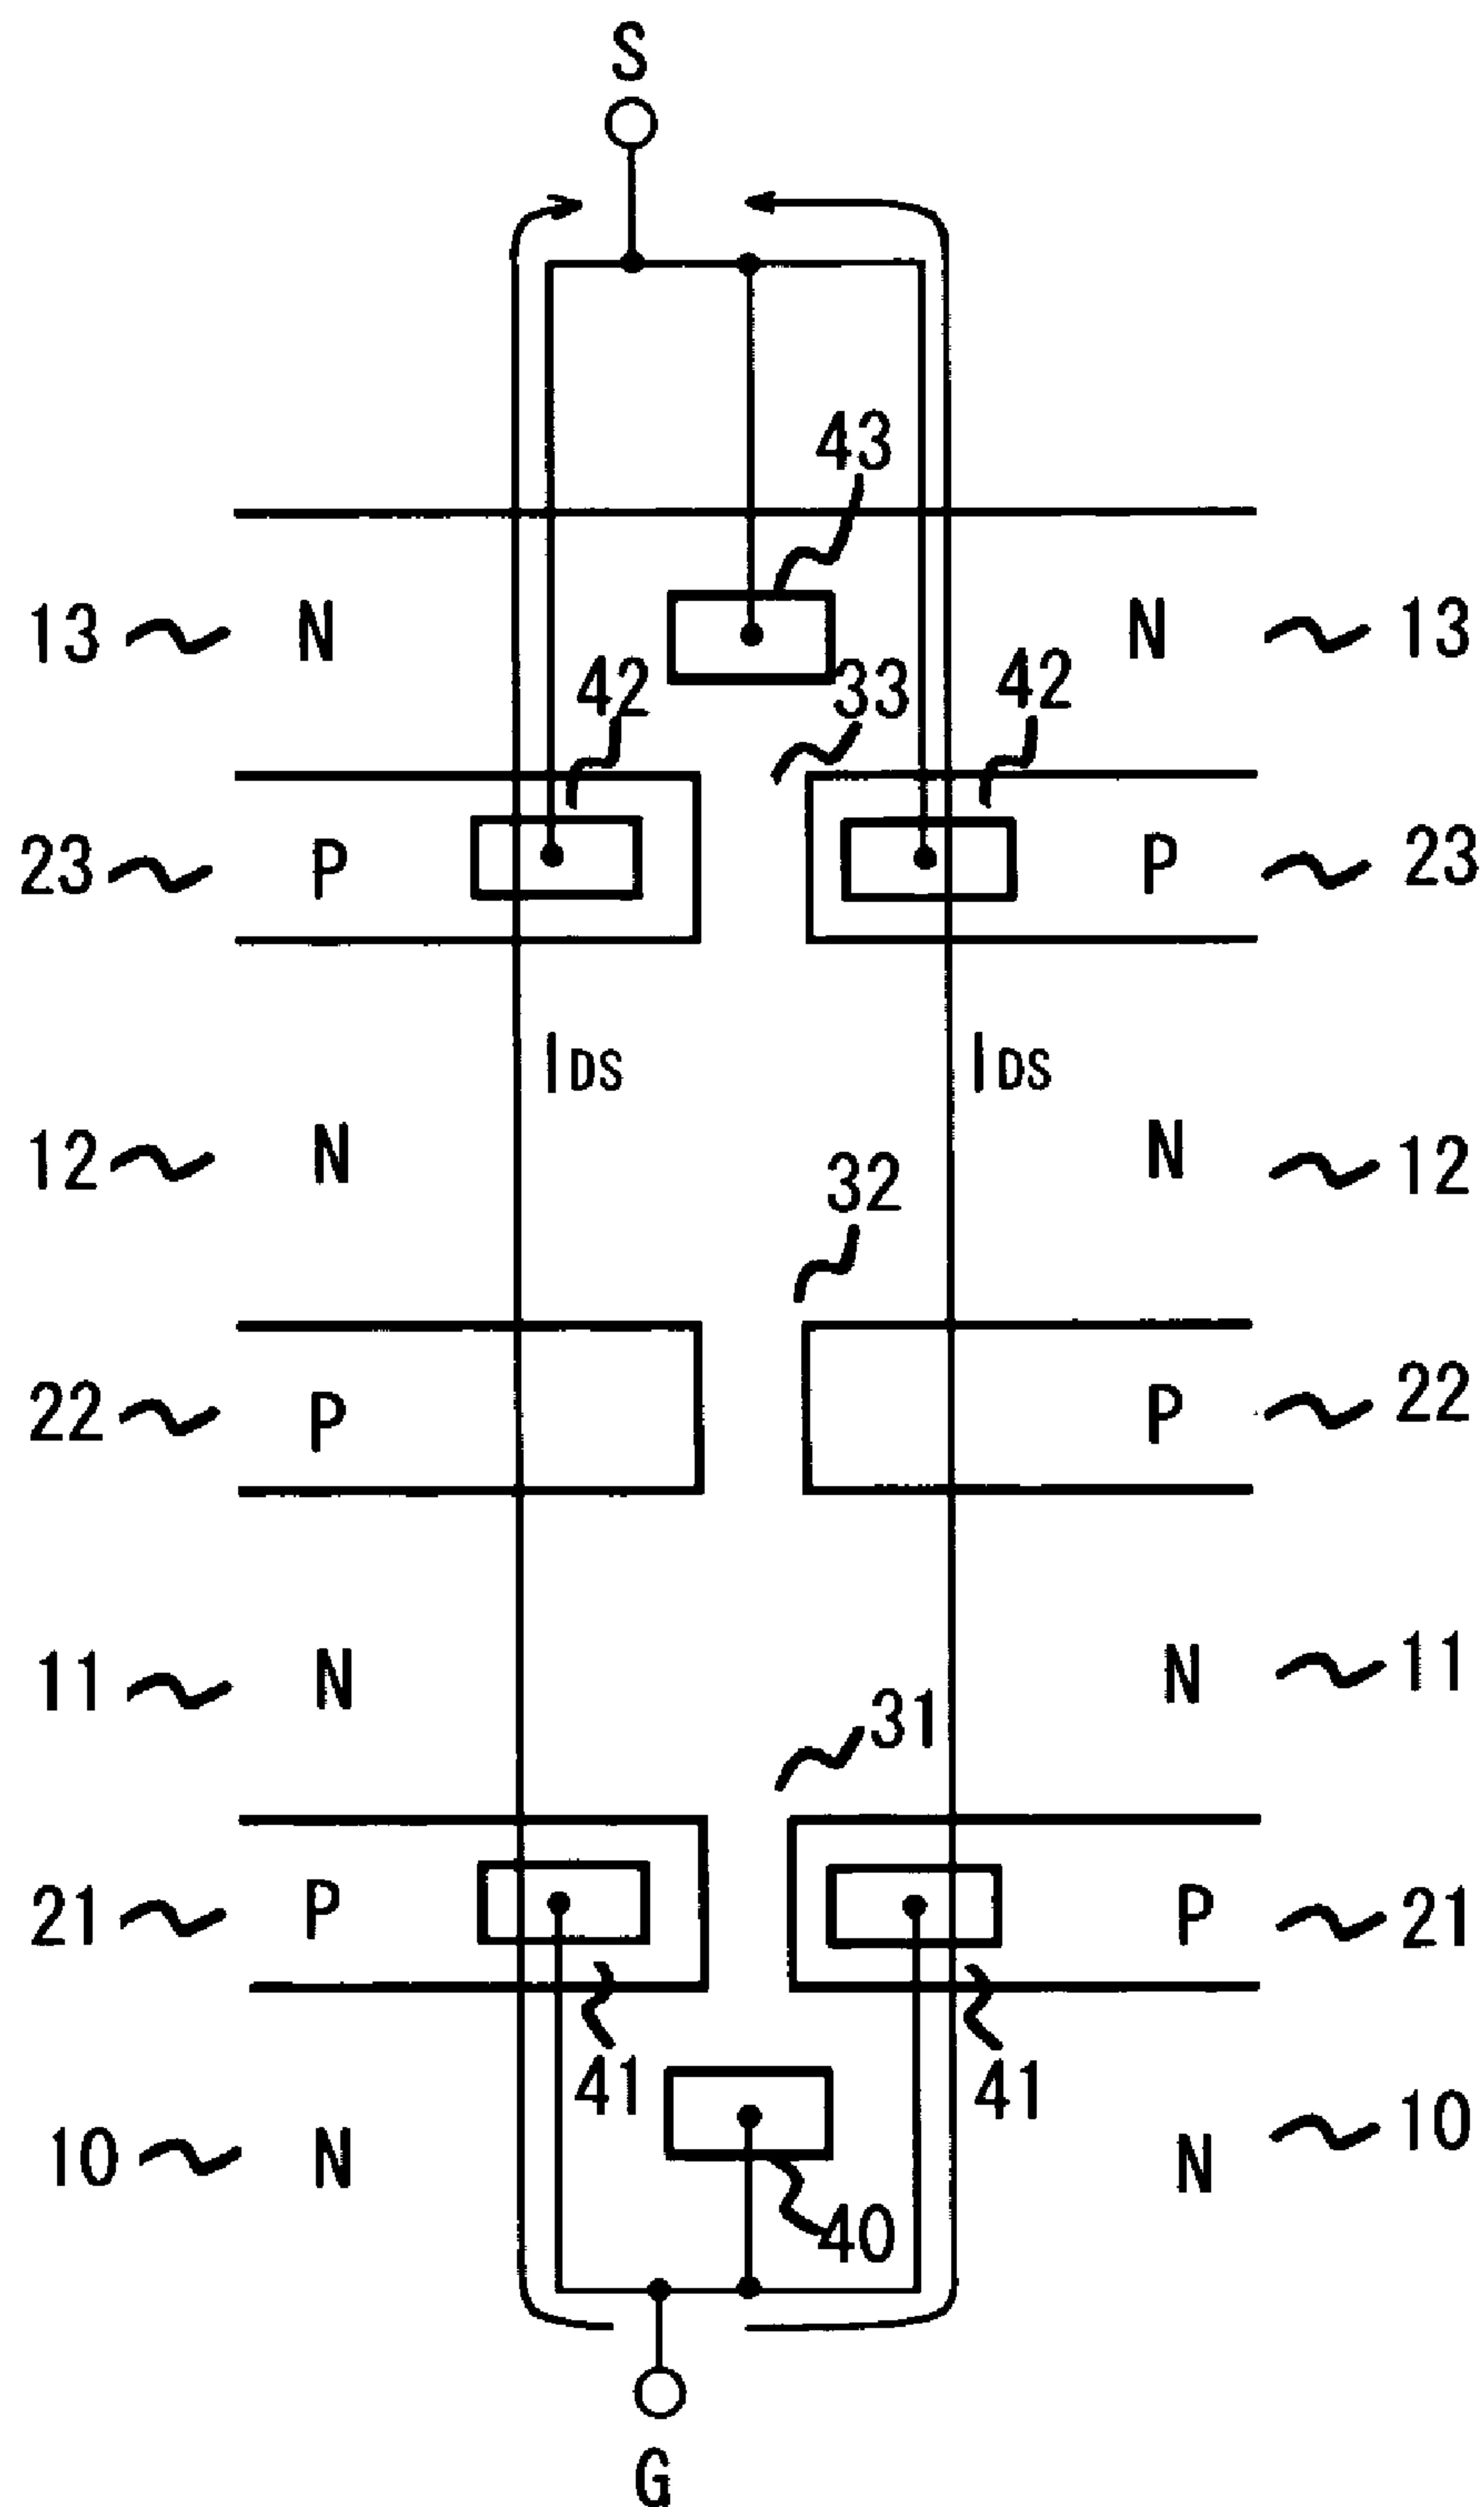 S
43
13 N N 13
42 33 42
23 P P 23
IDS IDS
12 N N 12
32
22 P P 22
11 N N 11
31
21 P P 21
41 41
10 N N 10
40
G